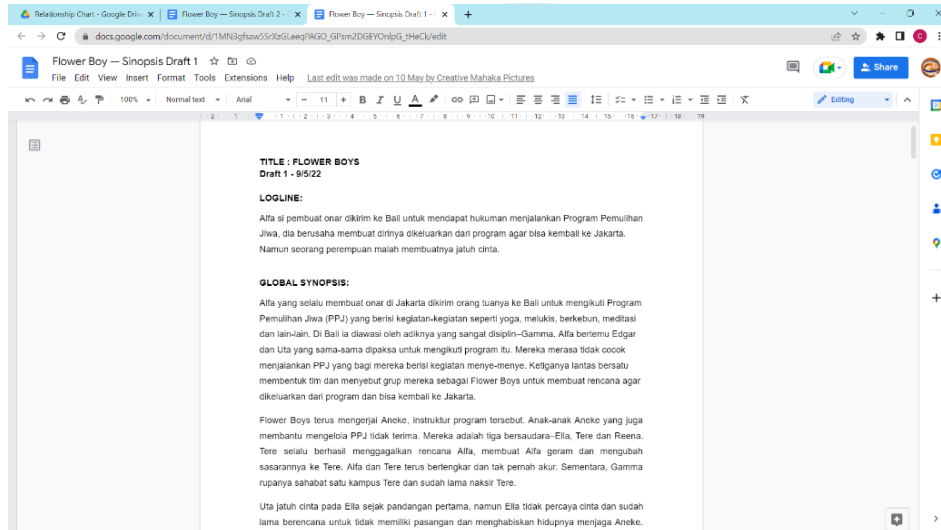 Relationship Chart - Google Driv
Flower Boy — Sinopsis Draft 2 -
Flower Boy — Sinopsis Draft 1 -
docs.google.com/document/d/1MN3gfsaw5SrXzGLeeqPAGO_GPsm2DGEYOnlpG_tHeCk/edit
Flower Boy — Sinopsis Draft 1
File Edit View Insert Format Tools Extensions Help Last edit was made on 10 May by Creative Mahaka Pictures
Share
100% Normal text Arial 11 B I U A Editing
TITLE : FLOWER BOYS
Draft 1 - 9/5/22
LOGLINE:
Alfa si pembuat onar dikirim ke Bali untuk mendapat hukuman menjalankan Program Pemulihan
Jiwa, dia berusaha membuat dirinya dikeluarkan dari program agar bisa kembali ke Jakarta.
Namun seorang perempuan malah membuatnya jatuh cinta.
GLOBAL SYNOPSIS:
Alfa yang selalu membuat onar di Jakarta dikirim orang tuanya ke Bali untuk mengikuti Program
Pemulihan Jiwa (PPJ) yang berisi kegiatan-kegiatan seperti yoga, melukis, berkebun, meditasi
dan lain-lain. Di Bali ia diawasi oleh adiknya yang sangat disiplin–Gamma. Alfa bertemu Edgar
dan Uta yang sama-sama dipaksa untuk mengikuti program itu. Mereka merasa tidak cocok
menjalankan PPJ yang bagi mereka berisi kegiatan menye-menye. Ketiganya lantas bersatu
membentuk tim dan menyebut grup mereka sebagai Flower Boys untuk membuat rencana agar
dikeluarkan dari program dan bisa kembali ke Jakarta.
Flower Boys terus mengerjai Aneke, instruktur program tersebut. Anak-anak Aneke yang juga
membantu mengelola PPJ tidak terima. Mereka adalah tiga bersaudara–Ella, Tere dan Reena.
Tere selalu berhasil menggagalkan rencana Alfa, membuat Alfa geram dan mengubah
sasarannya ke Tere. Alfa dan Tere terus bertengkar dan tak pernah akur. Sementara, Gamma
rupanya sahabat satu kampus Tere dan sudah lama naksir Tere.
Uta jatuh cinta pada Ella sejak pandangan pertama, namun Ella tidak percaya cinta dan sudah
lama berencana untuk tidak memiliki pasangan dan menghabiskan hidupnya menjaga Aneke.